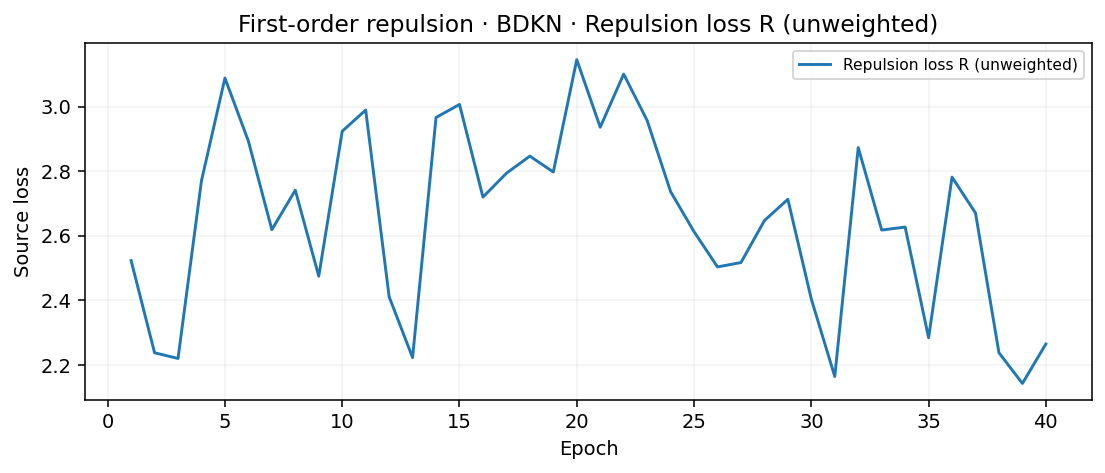 First-order repulsion · BDKN · Repulsion loss R (unweighted)
Repulsion loss R (unweighted)
Source loss
3.0
2.8
2.6
2.4
2.2
0 5 10 15 20 25 30 35 40
Epoch